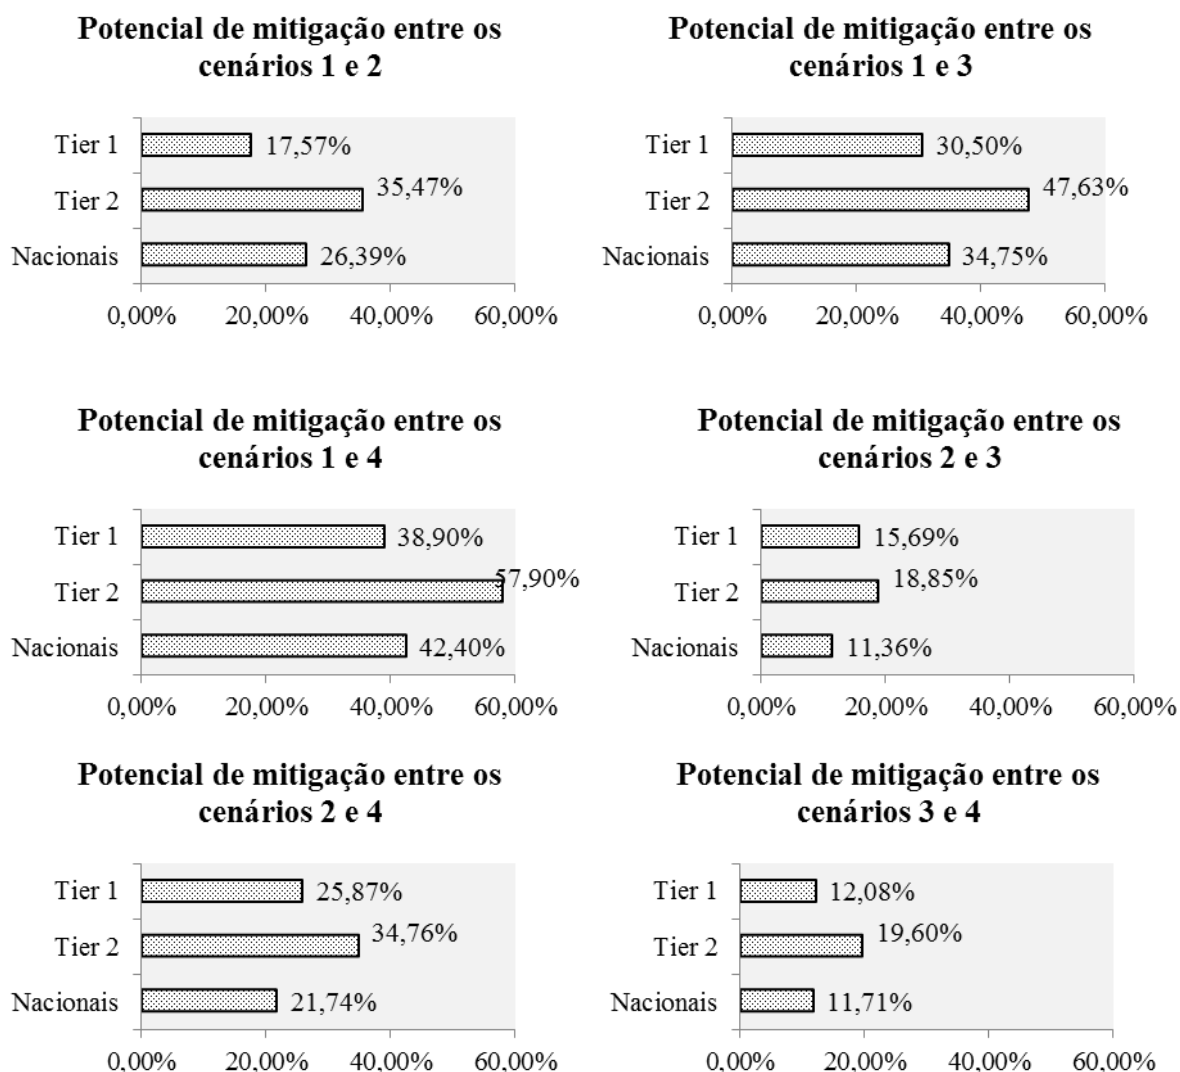 Potencial de mitigação entre os
cenários 1 e 2
Tier 1
17,57%
Tier 2
35,47%
Nacionais
26,39%
0,00% 20,00% 40,00% 60,00%
Potencial de mitigação entre os
cenários 1 e 3
Tier 1
30,50%
Tier 2
47,63%
Nacionais
34,75%
0,00% 20,00% 40,00% 60,00%
Potencial de mitigação entre os
cenários 1 e 4
Tier 1
38,90%
Tier 2
57,90%
Nacionais
42,40%
0,00% 20,00% 40,00% 60,00%
Potencial de mitigação entre os
cenários 2 e 3
Tier 1
15,69%
Tier 2
18,85%
Nacionais
11,36%
0,00% 20,00% 40,00% 60,00%
Potencial de mitigação entre os
cenários 2 e 4
Tier 1
25,87%
Tier 2
34,76%
Nacionais
21,74%
0,00% 20,00% 40,00% 60,00%
Potencial de mitigação entre os
cenários 3 e 4
Tier 1
12,08%
Tier 2
19,60%
Nacionais
11,71%
0,00% 20,00% 40,00% 60,00%